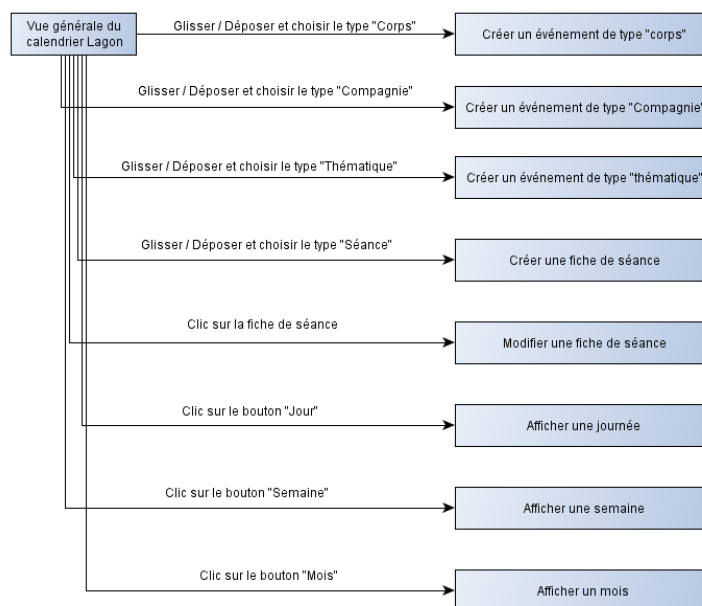 Vue générale du
calendrier Lagon
Glisser / Déposer et choisir le type "Corps"
Créer un événement de type "corps"
Glisser / Déposer et choisir le type "Compagnie"
Créer un événement de type "Compagnie"
Glisser / Déposer et choisir le type "Thématique"
Créer un événement de type "thématique"
Glisser / Déposer et choisir le type "Séance"
Créer une fiche de séance
Clic sur la fiche de séance
Modifier une fiche de séance
Clic sur le bouton "Jour"
Afficher une journée
Clic sur le bouton "Semaine"
Afficher une semaine
Clic sur le bouton "Mois"
Afficher un mois